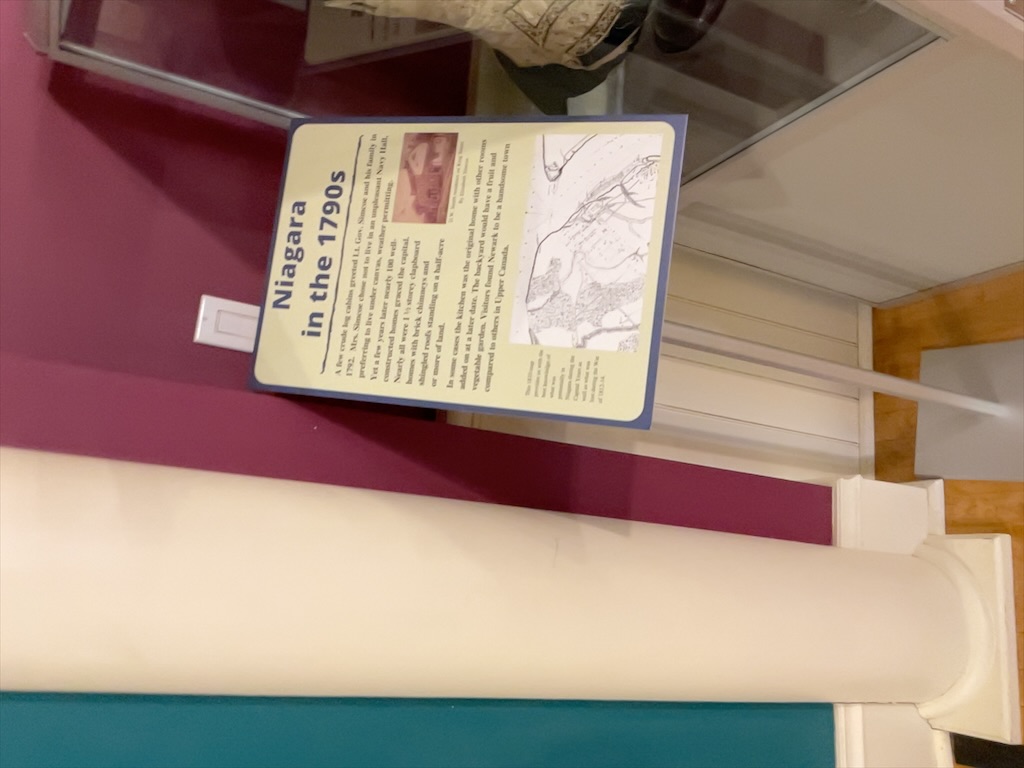 Niagara
in the 1790s
A few crude log cabins greeted Lt. Gov. Simcoe and his family in
1792. Mrs. Simcoe chose not to live in an unpleasant Navy Hall,
preferring to live under canvas, weather permitting.
Yet a few years later nearly 100 well-
constructed homes graced the capital.
Nearly all were 1 ½ storey clapboard
homes with brick chimneys and
shingled roofs standing on a half-acre
or more of land.
In some cases the kitchen was the original home with other rooms
added on at a later date. The backyard would have a fruit and
vegetable garden. Visitors found Newark to be a handsome town
compared to others in Upper Canada.